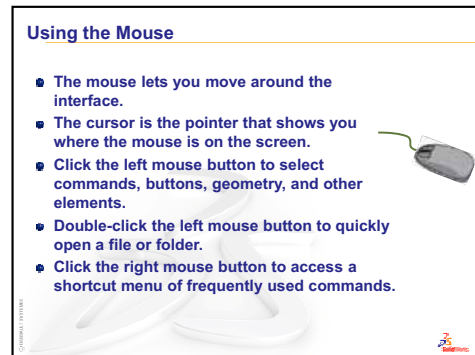 Using the Mouse
The mouse lets you move around the
interface.
The cursor is the pointer that shows you
where the mouse is on the screen.
Click the left mouse button to select
commands, buttons, geometry, and other
elements.
Double-click the left mouse button to quickly
open a file or folder.
Click the right mouse button to access a
shortcut menu of frequently used commands.